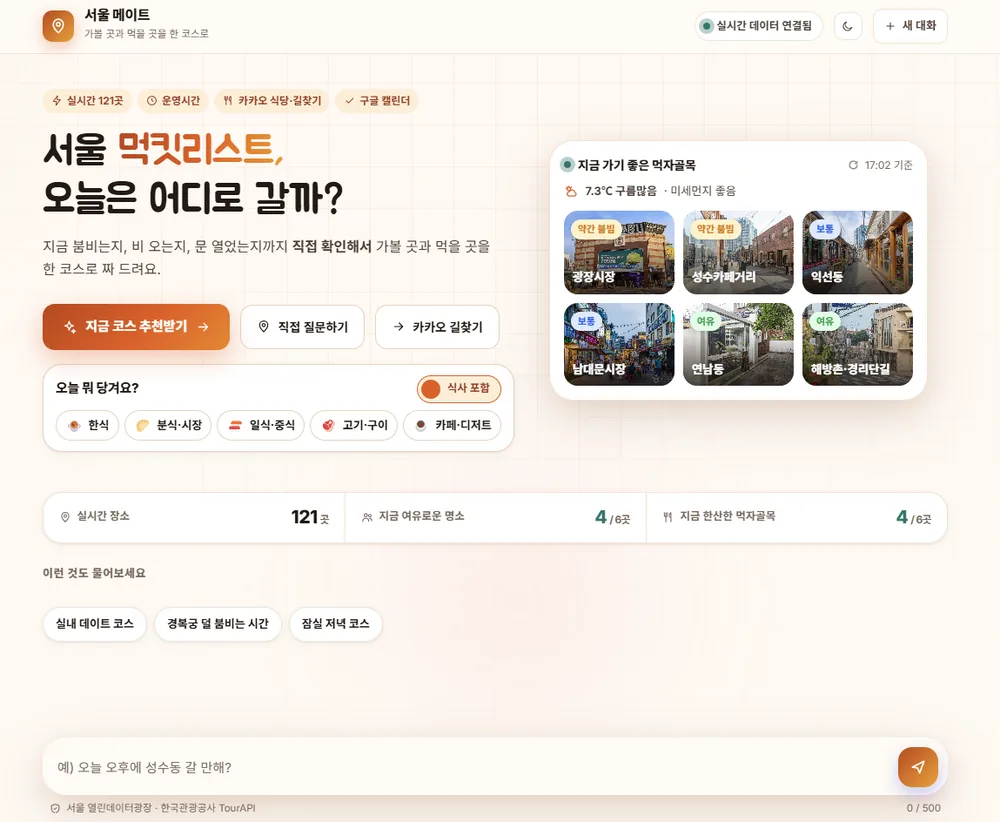 서울 메이트
가볼 곳과 먹을 곳을 한 코스로
실시간 데이터 연결됨
새 대화
실시간 121곳
운영시간
카카오 식당·길찾기
구글 캘린더
서울 먹킷리스트,
오늘은 어디로 갈까?
지금 붐비는지, 비 오는지, 문 열었는지까지 직접 확인해서 가볼 곳과 먹을 곳을
한 코스로 짜 드려요.
지금 코스 추천받기
직접 질문하기
카카오 길찾기
오늘 뭐 당겨요?
식사 포함
한식
분식·시장
일식·중식
고기·구이
카페·디저트
지금 가기 좋은 먹자골목
17:02 기준
7.3°C 구름많음 · 미세먼지 좋음
약간 붐빔
광장시장
약간 붐빔
성수카페거리
보통
익선동
보통
남대문시장
여유
연남동
여유
해방촌·경리단길
실시간 장소
121곳
지금 여유로운 명소
4 / 6곳
지금 한산한 먹자골목
4 / 6곳
이런 것도 물어보세요
실내 데이트 코스
경복궁 덜 붐비는 시간
잠실 저녁 코스
예) 오늘 오후에 성수동 갈 만해?
서울 열린데이터광장 · 한국관광공사 TourAPI
0 / 500